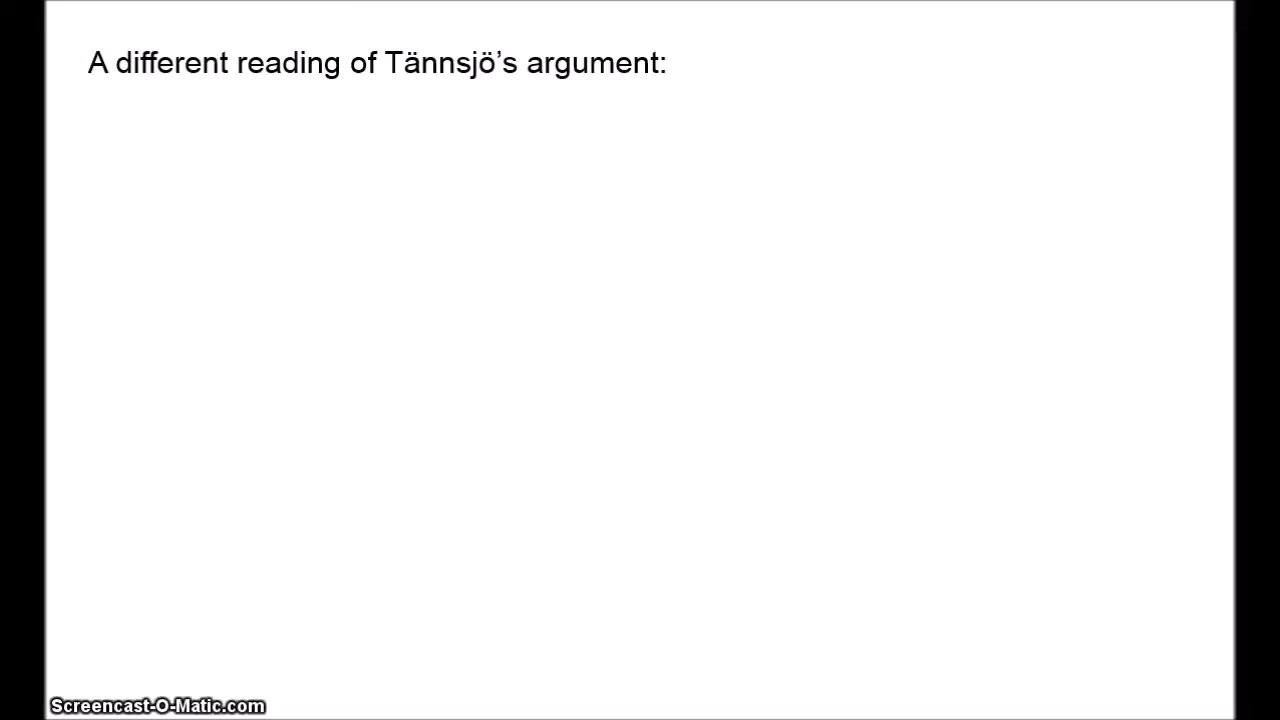 A different reading of Tännsjö’s argument:
Screencast-O-Matic.com